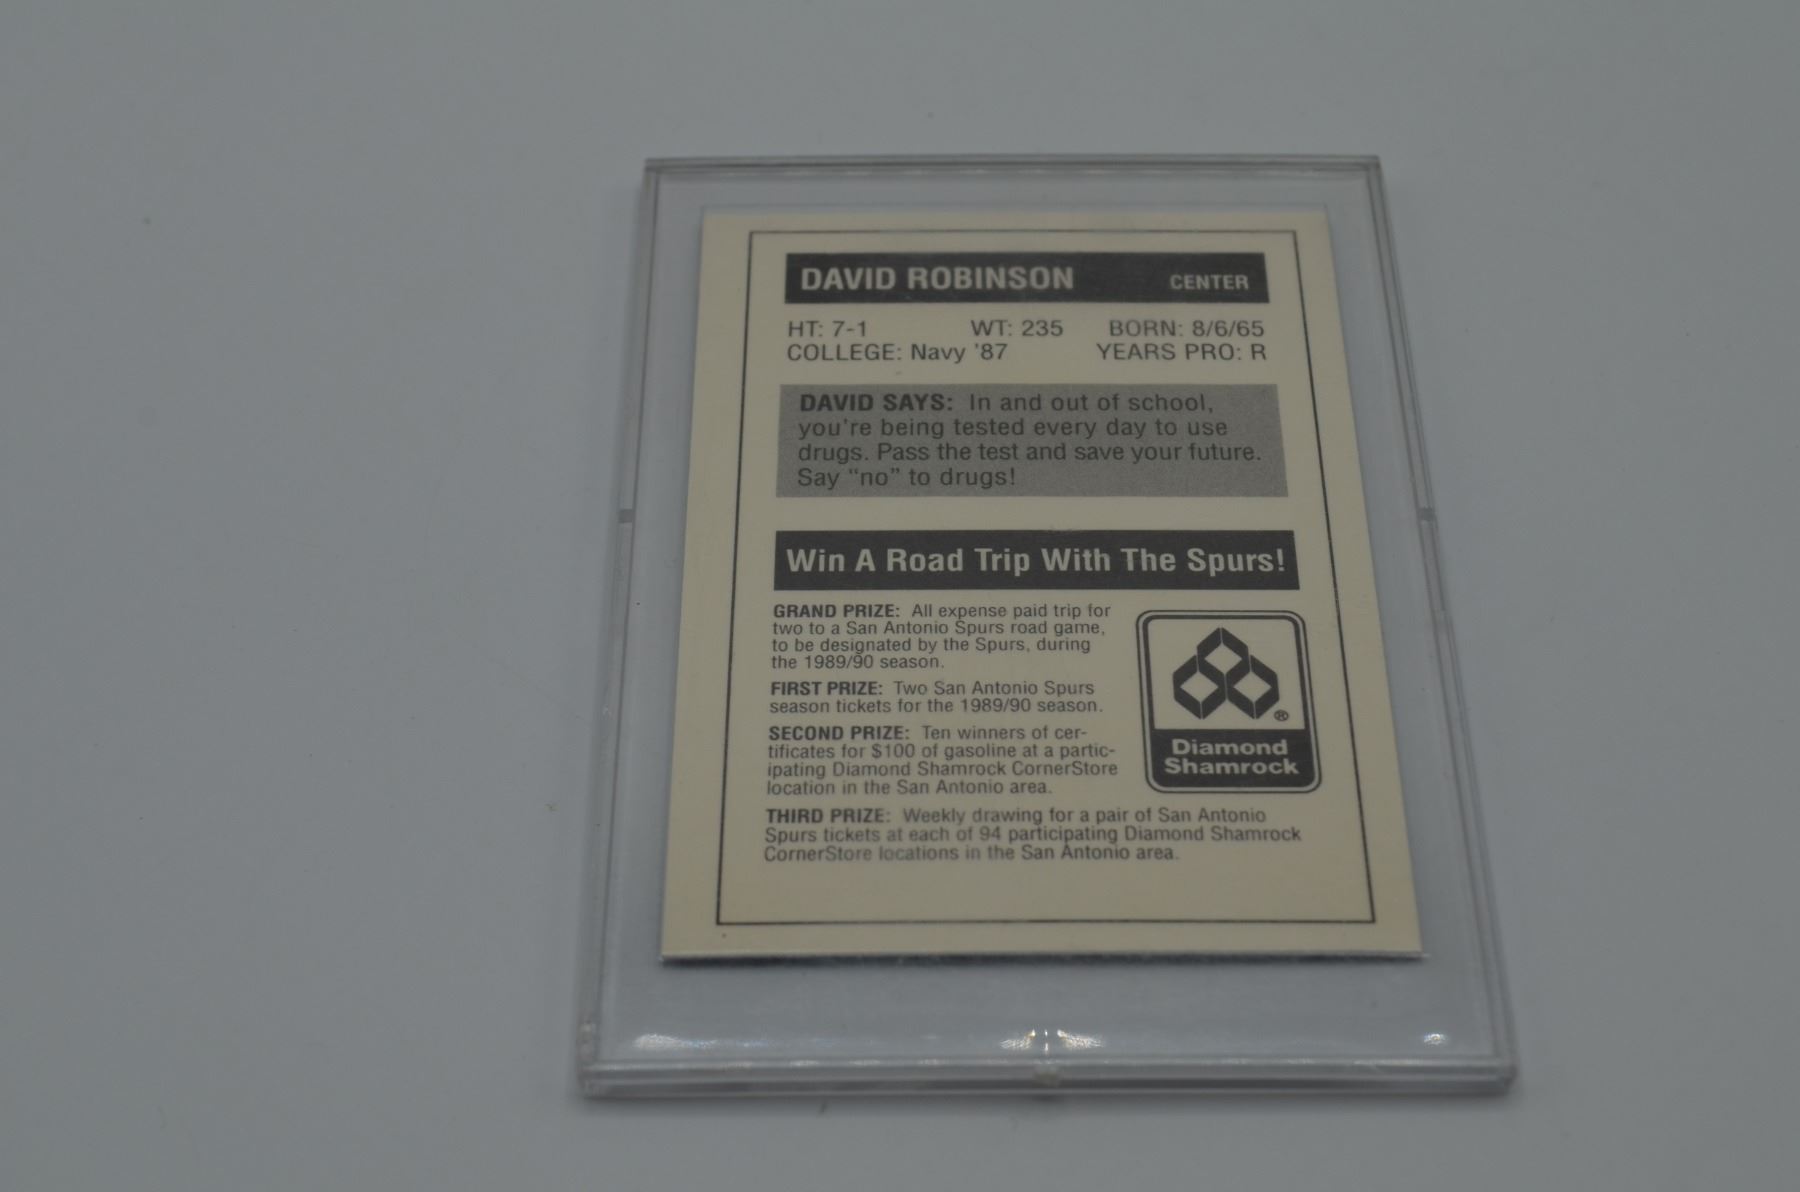 DAVID ROBINSON CENTER
HT: 7-1 WT: 235 BORN: 8/6/65
COLLEGE: Navy '87 YEARS PRO: R
DAVID SAYS: In and out of school,
you're being tested every day to use
drugs. Pass the test and save your future.
Say “no” to drugs!
Win A Road Trip With The Spurs!
GRAND PRIZE: All expense paid trip for
two to a San Antonio Spurs road game,
to be designated by the Spurs, during
the 1989/90 season.
FIRST PRIZE: Two San Antonio Spurs
season tickets for the 1989/90 season.
SECOND PRIZE: Ten winners of cer-
tificates for $100 of gasoline at a partic-
ipating Diamond Shamrock CornerStore
location in the San Antonio area.
®
Diamond
Shamrock
THIRD PRIZE: Weekly drawing for a pair of San Antonio
Spurs tickets at each of 94 participating Diamond Shamrock
CornerStore locations in the San Antonio area.